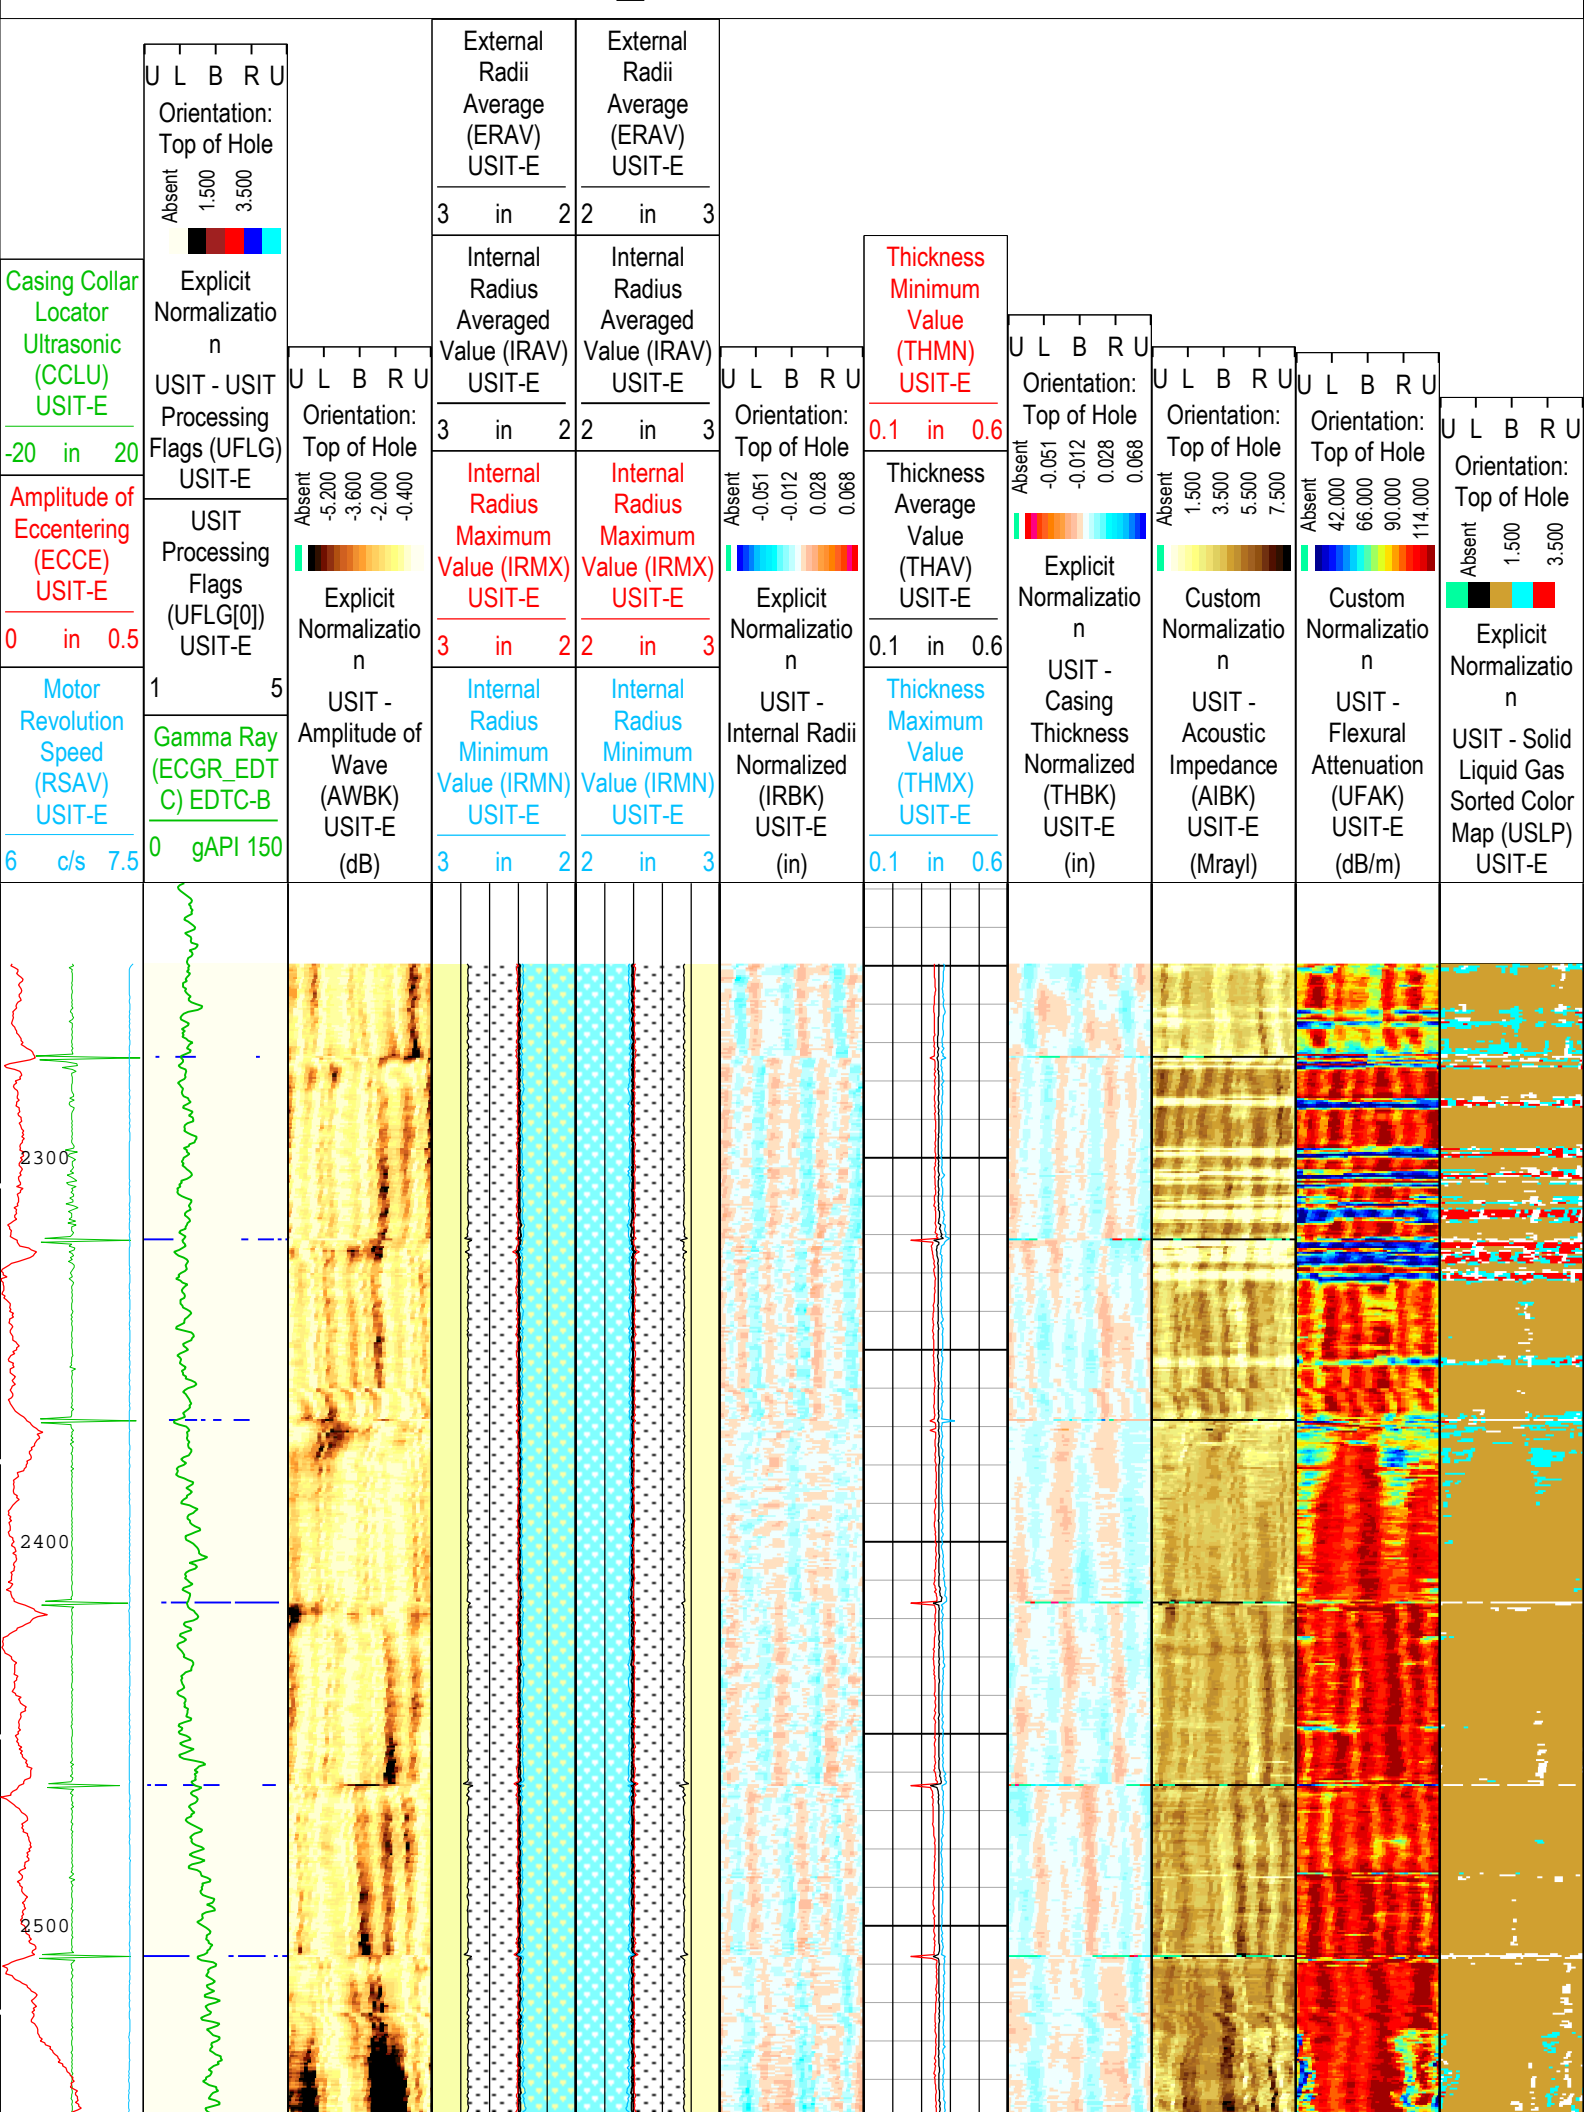 Casing Collar
Locator
Ultrasonic
(CCLU)
USIT-E
-20 in 20
Amplitude of
Eccentering
(ECCE)
USIT-E
0 in 0.5
Motor
Revolution
Speed
(RSAV)
USIT-E
6 c/s 7.5
U L B R U
Orientation:
Top of Hole
Absent
1.500
3.500
Explicit
Normalizatio
n
USIT - USIT
Processing
Flags (UFLG)
USIT-E
USIT
Processing
Flags
(UFLG[0])
USIT-E
1 5
Gamma Ray
(ECGR_EDT
C) EDTC-B
0 gAPI 150
U L B R U
Orientation:
Top of Hole
Absent
-5.200
-3.600
-2.000
-0.400
Explicit
Normalizatio
n
USIT -
Amplitude of
Wave
(AWBK)
USIT-E
(dB)
External
Radii
Average
(ERAV)
USIT-E
3 in 2
Internal
Radius
Averaged
Value (IRAV)
USIT-E
3 in 2
Internal
Radius
Maximum
Value (IRMX)
USIT-E
3 in 2
Internal
Radius
Minimum
Value (IRMN)
USIT-E
3 in 2
External
Radii
Average
(ERAV)
USIT-E
2 in 3
Internal
Radius
Averaged
Value (IRAV)
USIT-E
2 in 3
Internal
Radius
Maximum
Value (IRMX)
USIT-E
2 in 3
Internal
Radius
Minimum
Value (IRMN)
USIT-E
2 in 3
U L B R U
Orientation:
Top of Hole
Absent
-0.051
-0.012
0.028
0.068
Explicit
Normalizatio
n
USIT -
Internal Radii
Normalized
(IRBK)
USIT-E
(in)
Thickness
Minimum
Value
(THMN)
USIT-E
0.1 in 0.6
Thickness
Average
Value
(THAV)
USIT-E
0.1 in 0.6
Thickness
Maximum
Value
(THMX)
USIT-E
0.1 in 0.6
U L B R U
Orientation:
Top of Hole
Absent
-0.051
-0.012
0.028
0.068
Explicit
Normalizatio
n
USIT -
Casing
Thickness
Normalized
(THBK)
USIT-E
(in)
U L B R U
Orientation:
Top of Hole
Absent
1.500
3.500
5.500
7.500
Custom
Normalizatio
n
USIT -
Acoustic
Impedance
(AIBK)
USIT-E
(Mrayl)
U L B R U
Orientation:
Top of Hole
Absent
42.000
66.000
90.000
114.000
Custom
Normalizatio
n
USIT -
Flexural
Attenuation
(UFAK)
USIT-E
(dB/m)
U L B R U
Orientation:
Top of Hole
Absent
1.500
3.500
Explicit
Normalizatio
n
USIT - Solid
Liquid Gas
Sorted Color
Map (USLP)
USIT-E
2300
2400
2500